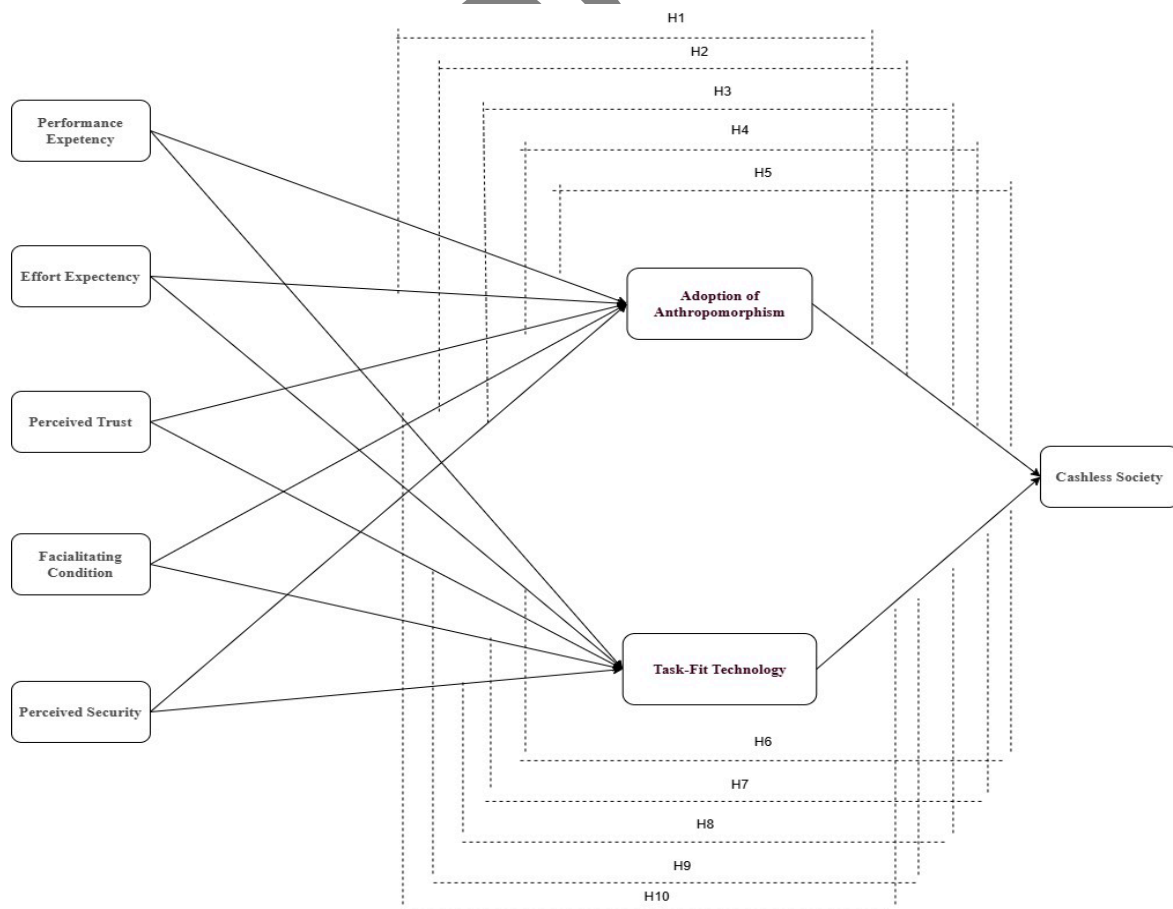 H1
H2
H3
H4
H5
Performance
Expetency
Effort Expectency
Perceived Trust
Facialitating
Condition
Perceived Security
Adoption of
Anthropomorphism
Task-Fit Technology
Cashless Society
H6
H7
H8
H9
H10